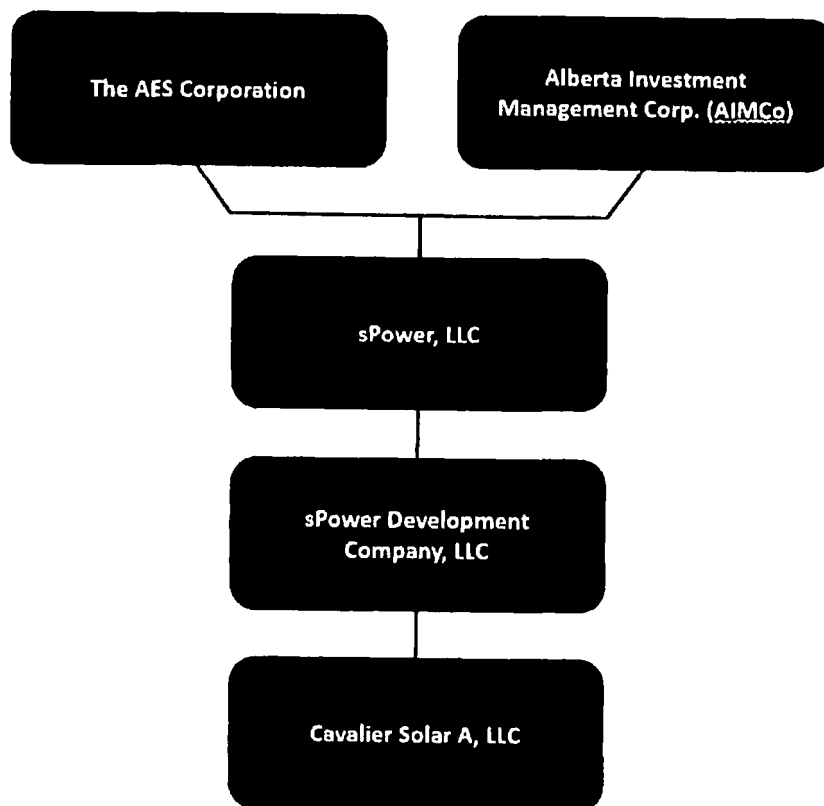 The AES Corporation
Alberta Investment
Management Corp. (AIMCo)
sPower, LLC
sPower Development
Company, LLC
Cavalier Solar A, LLC